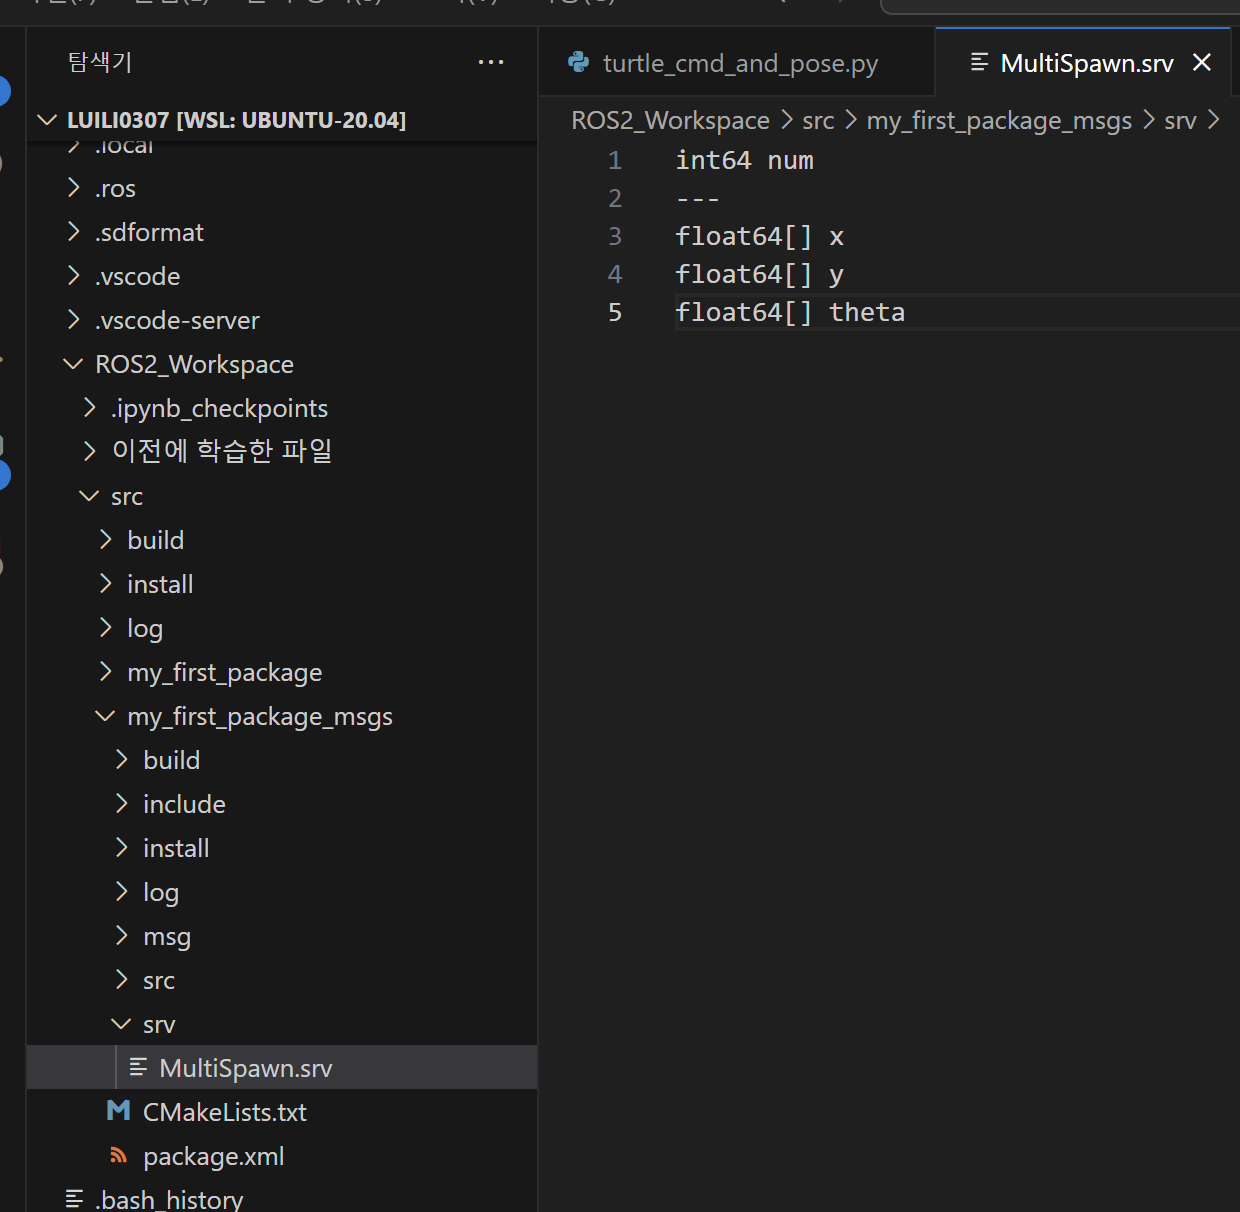 탐색기
LUILI0307 [WSL: UBUNTU-20.04]
.local
.ros
.sdformat
.vscode
.vscode-server
ROS2_Workspace
.ipynb_checkpoints
이전에 학습한 파일
src
build
install
log
my_first_package
my_first_package_msgs
build
include
install
log
msg
src
srv
MultiSpawn.srv
CMakeLists.txt
package.xml
.bash_history
turtle_cmd_and_pose.py
MultiSpawn.srv
ROS2_Workspace > src > my_first_package_msgs > srv >
1 int64 num
2 ---
3 float64[] x
4 float64[] y
5 float64[] theta